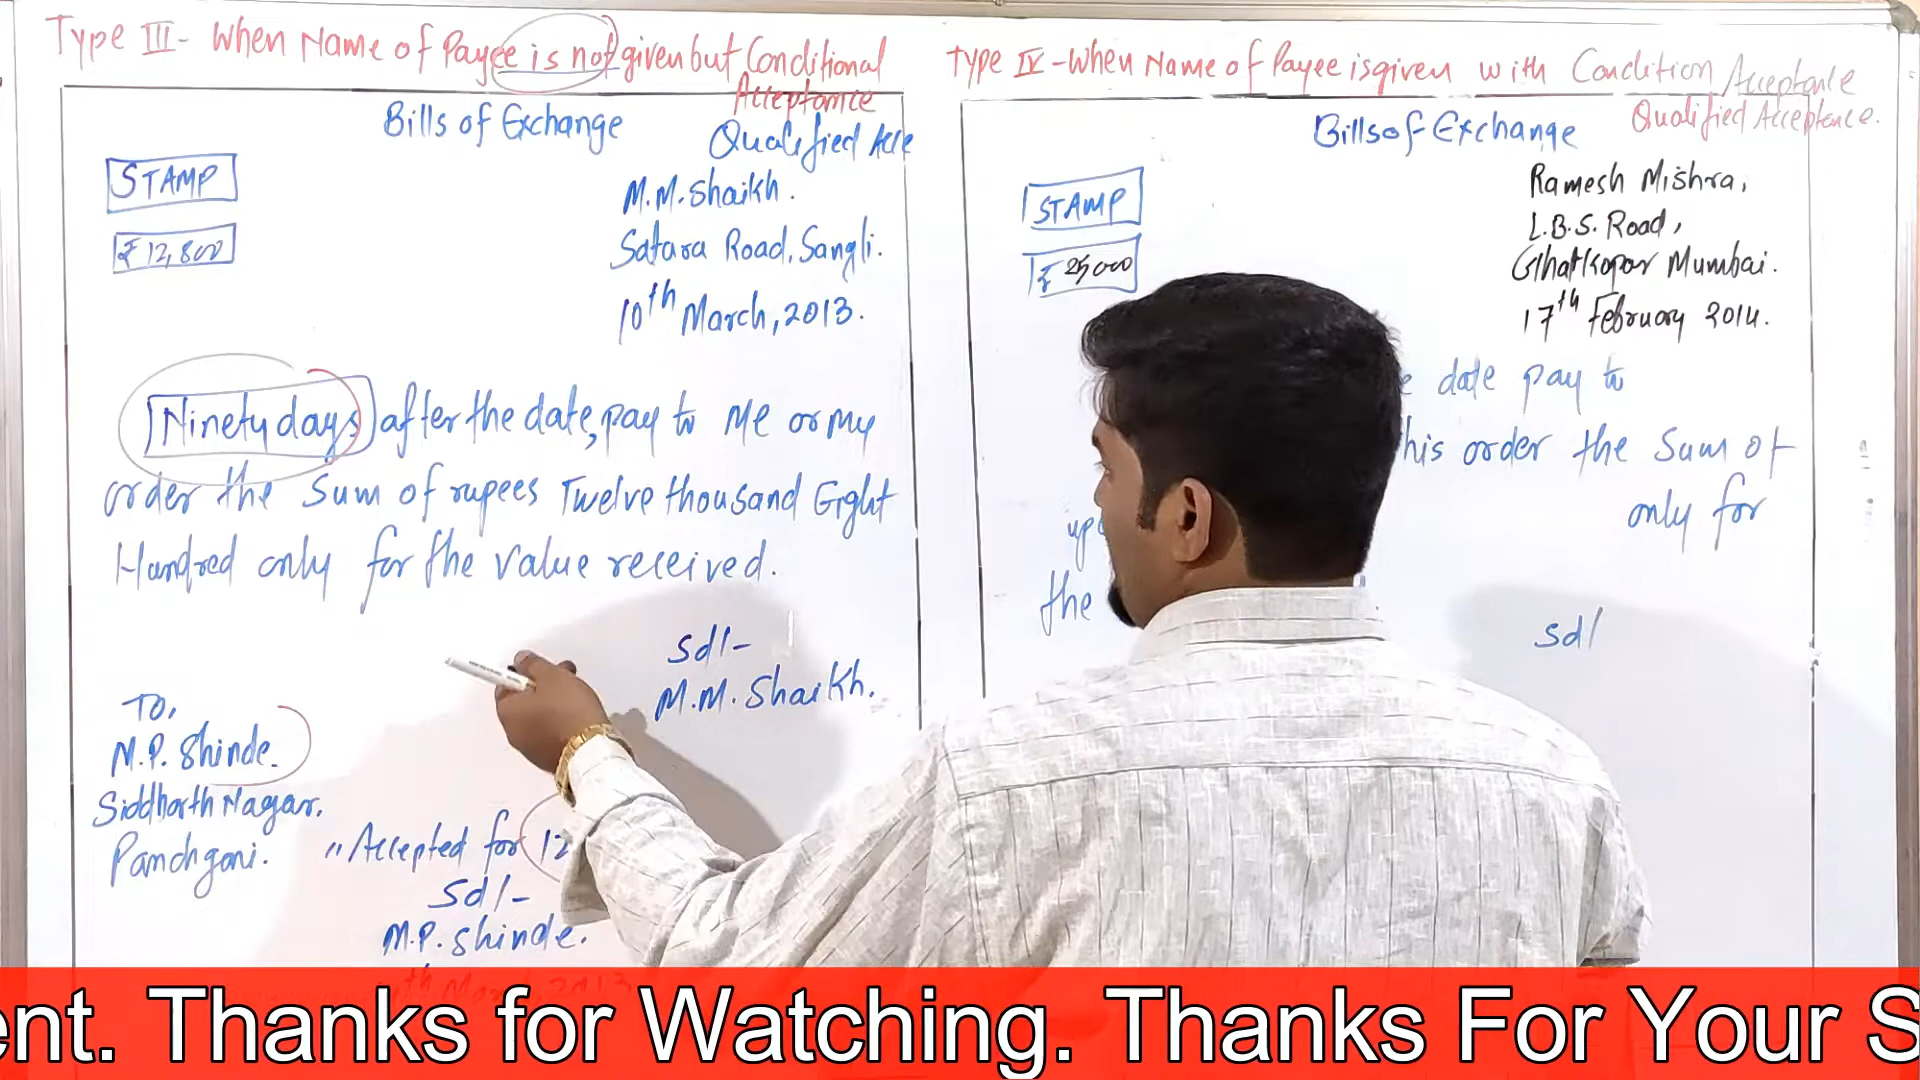 Type III - When Name of Payee is not given but Conditional
Acceptance
Bills of Exchange
Qualified Acce
STAMP
₹ 12,800
M.M. Shaikh.
Satara Road, Sangli.
10th March, 2013.
Ninety days after the date, pay to Me or my
order the Sum of rupees Twelve thousand Eight
Hundred only for the value received.
Sd/-
M.M. Shaikh.
TO,
M.P. Shinde.
Siddharth Nagar,
Panchgani.
"Accepted for 12
Sd/-
M.P. Shinde.
th March, 2013
Type IV - When Name of Payee is given with Condition Acceptance
Qualified Acceptance.
Bills of Exchange
STAMP
₹ 25000
Ramesh Mishra,
L.B.S. Road,
Ghatkopar Mumbai.
17th February 2014.
date pay to
his order the Sum of
only for
the
Sd/
ent. Thanks for Watching. Thanks For Your S